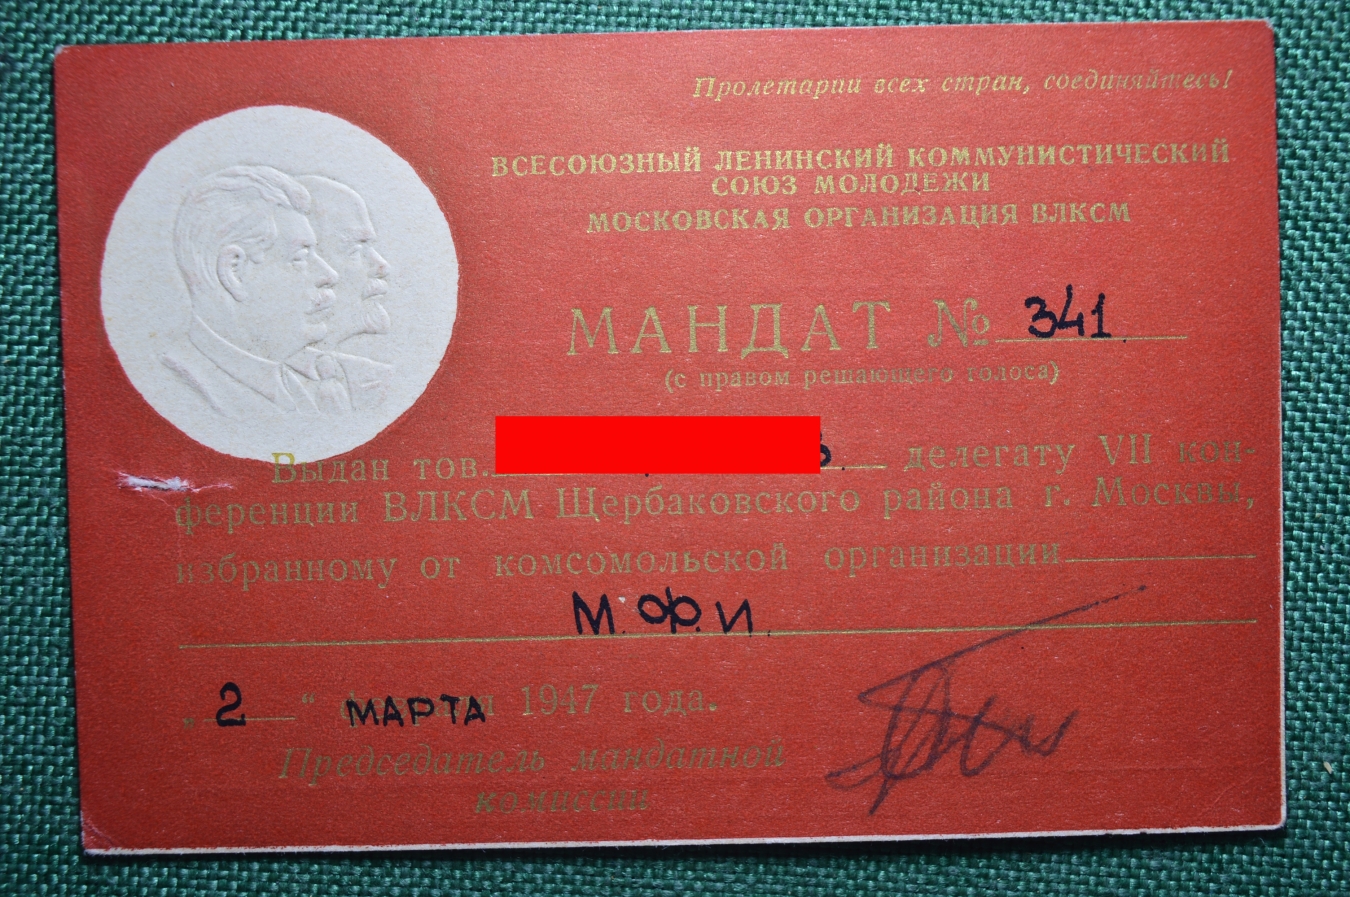 Пролетарии всех стран, соединяйтесь!
ВСЕСОЮЗНЫЙ ЛЕНИНСКИЙ КОММУНИСТИЧЕСКИЙ
СОЮЗ МОЛОДЕЖИ
МОСКОВСКАЯ ОРГАНИЗАЦИЯ ВЛКСМ
МАНДАТ № 341
(с правом решающего голоса)
Выдан тов. делегату VII кон-
ференции ВЛКСМ Щербаковского района г. Москвы,
избранному от комсомольской организации
М.Ф.И.
„2“ МАРТА 1947 года.
Председатель мандатной
комиссии